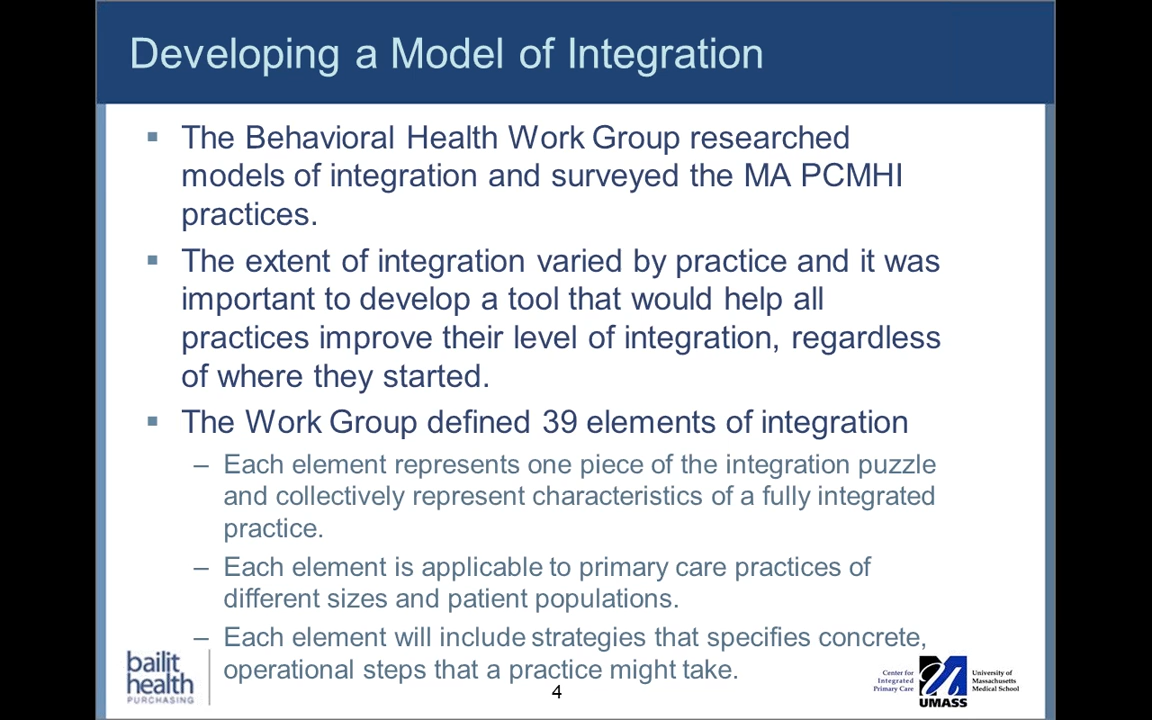 Developing a Model of Integration
▪ The Behavioral Health Work Group researched
models of integration and surveyed the MA PCMHI
practices.
▪ The extent of integration varied by practice and it was
important to develop a tool that would help all
practices improve their level of integration, regardless
of where they started.
▪ The Work Group defined 39 elements of integration
– Each element represents one piece of the integration puzzle
and collectively represent characteristics of a fully integrated
practice.
– Each element is applicable to primary care practices of
different sizes and patient populations.
– Each element will include strategies that specifies concrete,
operational steps that a practice might take.
bailit
health
PURCHASING
4
Center for
Integrated
Primary Care
UMASS
University of
Massachusetts
Medical School